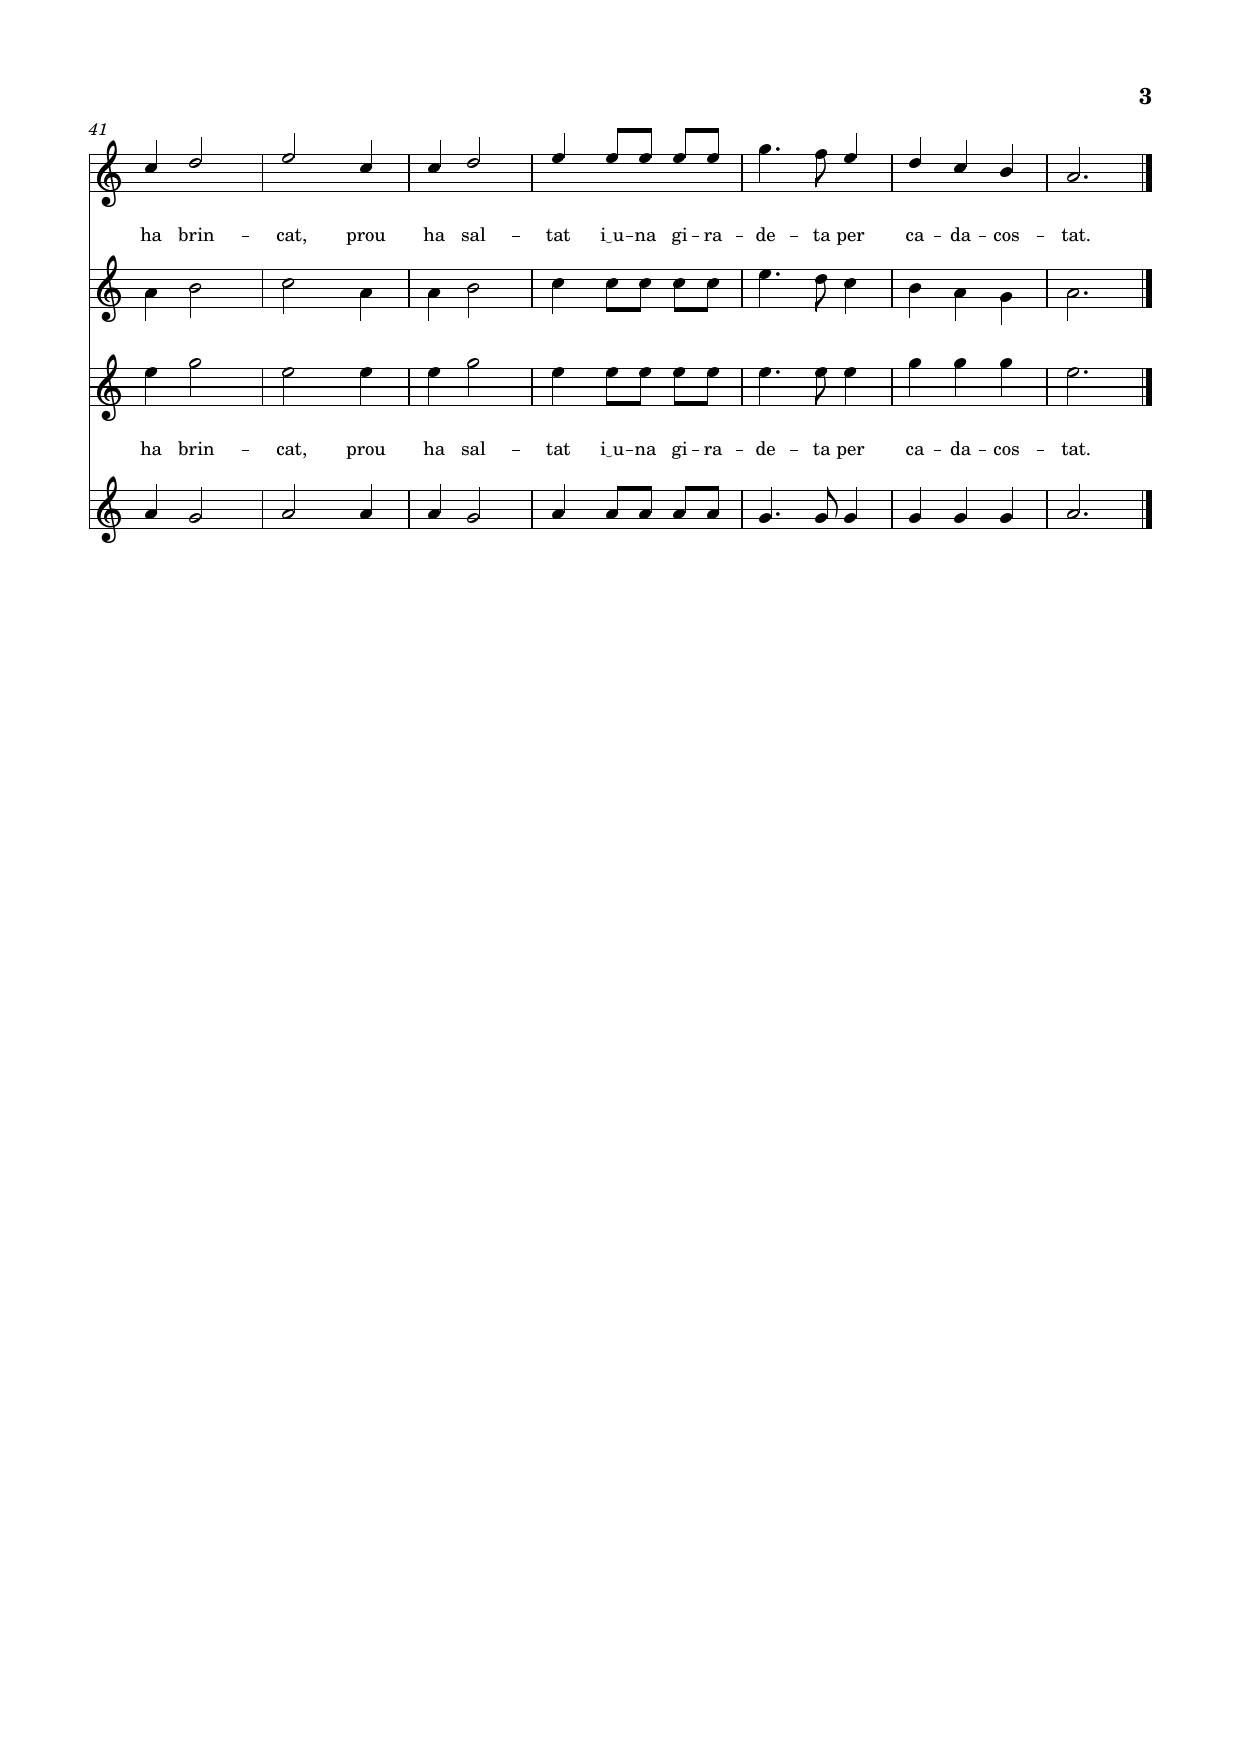 3
41
ha brin – cat, prou ha sal – tat i‿u – na gi – ra – de – ta per ca – da – cos – tat.
ha brin – cat, prou ha sal – tat i‿u – na gi – ra – de – ta per ca – da – cos – tat.